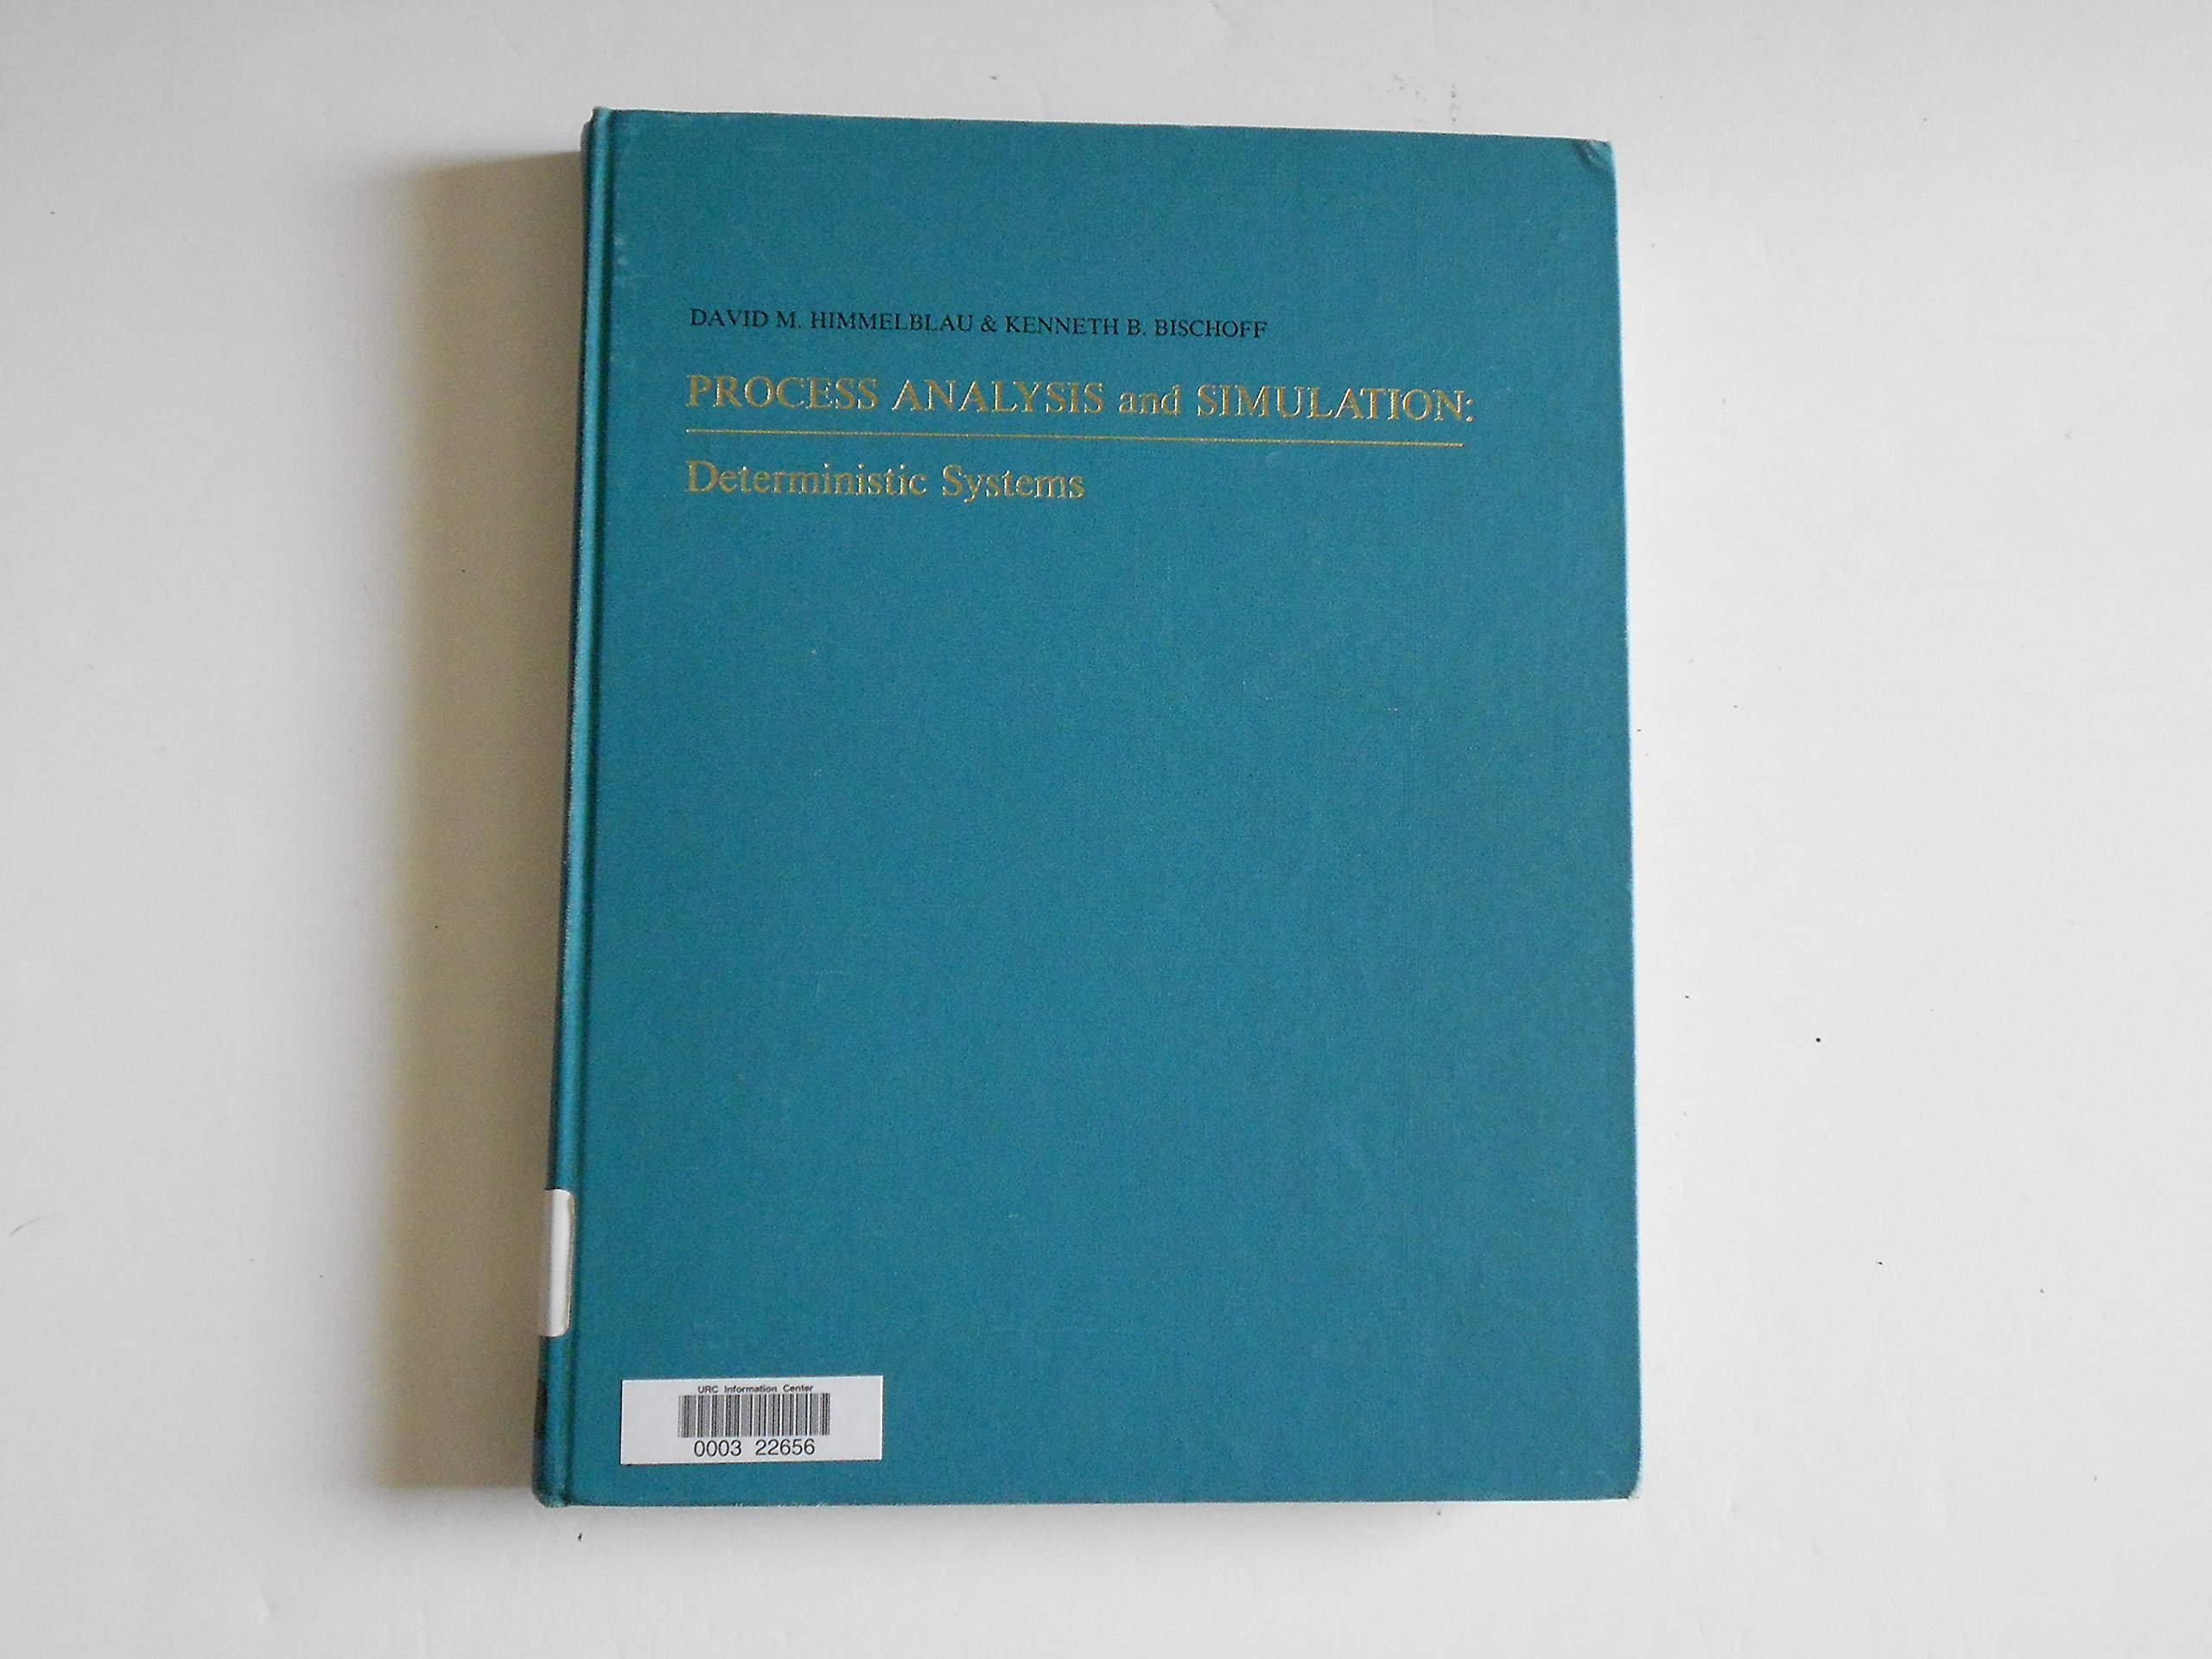 DAVID M. HIMMELBLAU & KENNETH B. BISCHOFF
PROCESS ANALYSIS and SIMULATION:
Deterministic Systems
URC Information Center
0003 22656